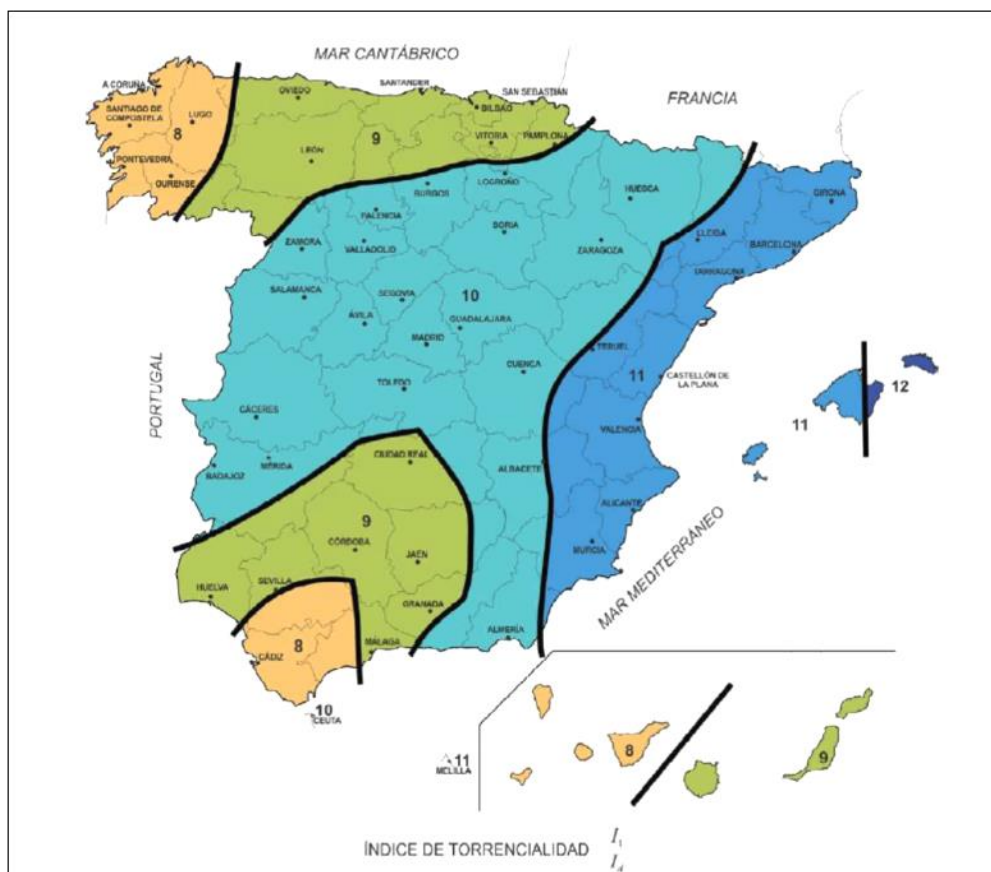 MAR CANTÁBRICO
A CORUÑA
OVIEDO
SANTANDER
SAN SEBASTIÁN
FRANCIA
SANTIAGO DE
COMPOSTELA
LUGO
BILBAO
8
9
LEÓN
VITORIA
PAMPLONA
PONTEVEDRA
OURENSE
LOGROÑO
BURGOS
HUESCA
GIRONA
PALENCIA
SORIA
LLEIDA
BARCELONA
ZAMORA
VALLADOLID
ZARAGOZA
TARRAGONA
SALAMANCA
SEGOVIA
10
ÁVILA
GUADALAJARA
MADRID
TERUEL
PORTUGAL
CUENCA
11
CASTELLÓN DE
LA PLANA
12
TOLEDO
CÁCERES
VALENCIA
11
MÉRIDA
BADAJOZ
CIUDAD REAL
ALBACETE
ALICANTE
9
CÓRDOBA
JAÉN
MURCIA
MAR MEDITERRÁNEO
HUELVA
SEVILLA
GRANADA
ALMERÍA
MÁLAGA
CÁDIZ
8
10
CEUTA
11
MELILLA
8
9
ÍNDICE DE TORRENCIALIDAD
I₁
I_d